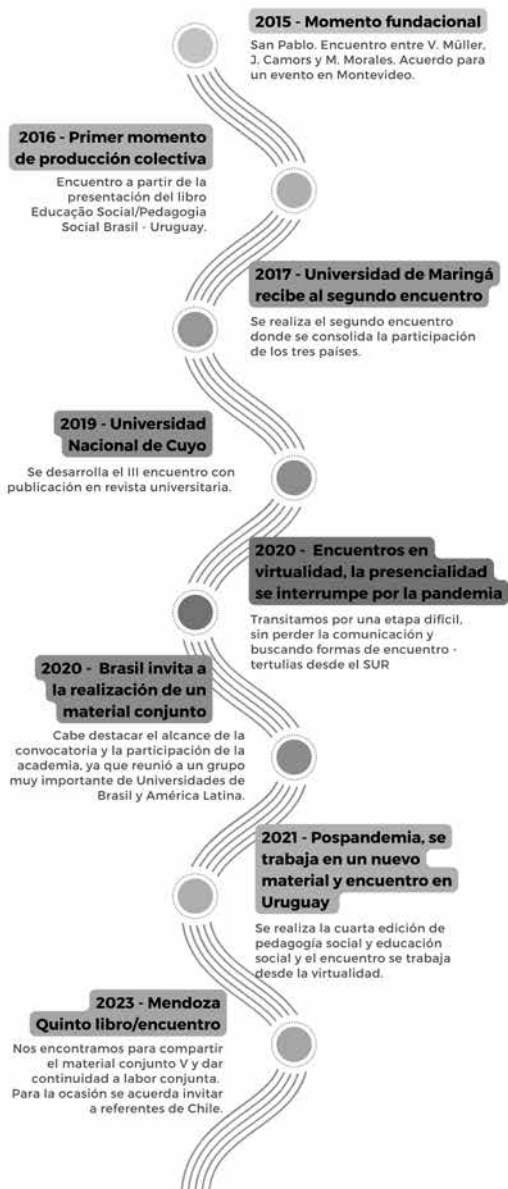 2015 - Momento fundacional
San Pablo. Encuentro entre V. Müller,
J. Camors y M. Morales. Acuerdo para
un evento en Montevideo.
2016 - Primer momento
de producción colectiva
Encuentro a partir de la
presentación del libro
Educação Social/Pedagogia
Social Brasil - Uruguay.
2017 - Universidad de Maringá
recibe al segundo encuentro
Se realiza el segundo encuentro
donde se consolida la participación
de los tres países.
2019 - Universidad
Nacional de Cuyo
Se desarrolla el III encuentro con
publicación en revista universitaria.
2020 - Encuentros en
virtualidad, la presencialidad
se interrumpe por la pandemia
Transitamos por una etapa difícil,
sin perder la comunicación y
buscando formas de encuentro -
tertulias desde el SUR
2020 - Brasil invita a
la realización de un
material conjunto
Cabe destacar el alcance de la
convocatoria y la participación de la
academia, ya que reunió a un grupo
muy importante de Universidades de
Brasil y América Latina.
2021 - Pospandemia, se
trabaja en un nuevo
material y encuentro en
Uruguay
Se realiza la cuarta edición de
pedagogía social y educación
social y el encuentro se trabaja
desde la virtualidad.
2023 - Mendoza
Quinto libro/encuentro
Nos encontramos para compartir
el material conjunto V y dar
continuidad a labor conjunta.
Para la ocasión se acuerda invitar
a referentes de Chile.